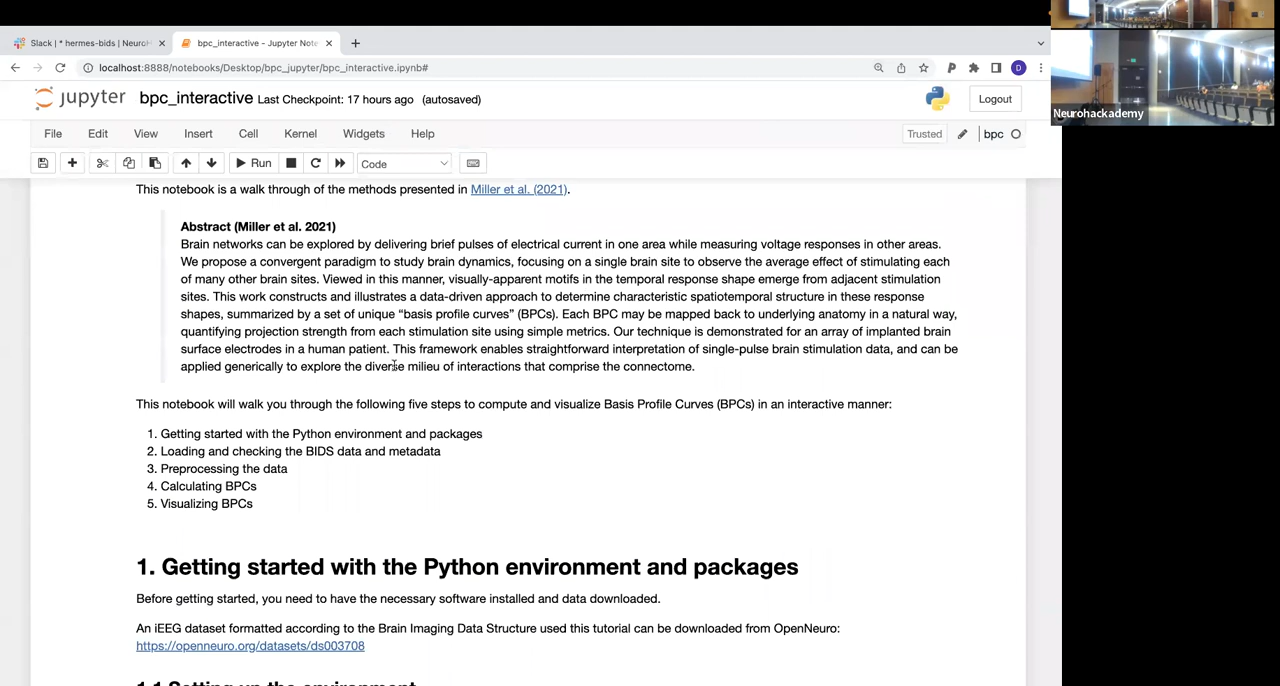 Slack | * hermes-bids | NeuroH
bpc_interactive - Jupyter Note
localhost:8888/notebooks/Desktop/bpc_jupyter/bpc_interactive.ipynb#
D
jupyter bpc_interactive Last Checkpoint: 17 hours ago (autosaved)
Logout
File Edit View Insert Cell Kernel Widgets Help
Trusted bpc
Run Code
This notebook is a walk through of the methods presented in Miller et al. (2021).
Abstract (Miller et al. 2021)
Brain networks can be explored by delivering brief pulses of electrical current in one area while measuring voltage responses in other areas.
We propose a convergent paradigm to study brain dynamics, focusing on a single brain site to observe the average effect of stimulating each
of many other brain sites. Viewed in this manner, visually-apparent motifs in the temporal response shape emerge from adjacent stimulation
sites. This work constructs and illustrates a data-driven approach to determine characteristic spatiotemporal structure in these response
shapes, summarized by a set of unique “basis profile curves” (BPCs). Each BPC may be mapped back to underlying anatomy in a natural way,
quantifying projection strength from each stimulation site using simple metrics. Our technique is demonstrated for an array of implanted brain
surface electrodes in a human patient. This framework enables straightforward interpretation of single-pulse brain stimulation data, and can be
applied generically to explore the diverse milieu of interactions that comprise the connectome.
This notebook will walk you through the following five steps to compute and visualize Basis Profile Curves (BPCs) in an interactive manner:
1. Getting started with the Python environment and packages
2. Loading and checking the BIDS data and metadata
3. Preprocessing the data
4. Calculating BPCs
5. Visualizing BPCs
1. Getting started with the Python environment and packages
Before getting started, you need to have the necessary software installed and data downloaded.
An iEEG dataset formatted according to the Brain Imaging Data Structure used this tutorial can be downloaded from OpenNeuro:
https://openneuro.org/datasets/ds003708
1.1 Setting up the environment
Neurohackademy